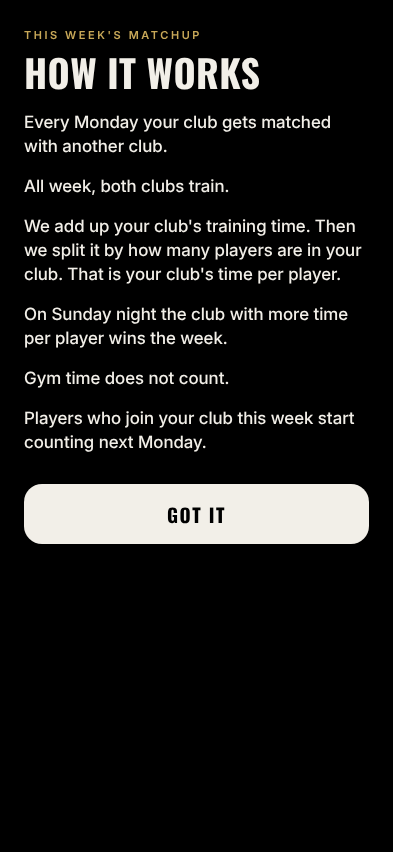 THIS WEEK'S MATCHUP
HOW IT WORKS
Every Monday your club gets matched
with another club.
All week, both clubs train.
We add up your club's training time. Then
we split it by how many players are in your
club. That is your club's time per player.
On Sunday night the club with more time
per player wins the week.
Gym time does not count.
Players who join your club this week start
counting next Monday.
GOT IT